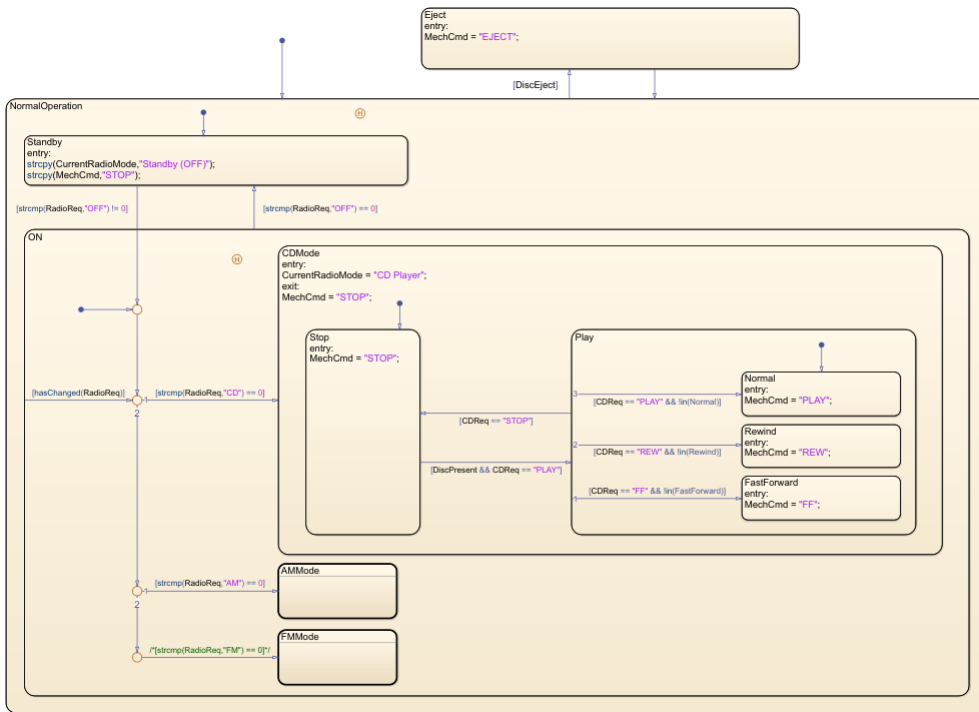 Eject
entry:
MechCmd = "EJECT";
[DiscEject]
NormalOperation
H
Standby
entry:
strcpy(CurrentRadioMode,"Standby (OFF)");
strcpy(MechCmd,"STOP");
[strcmp(RadioReq,"OFF") != 0]
[strcmp(RadioReq,"OFF") == 0]
ON
H
CDMode
entry:
CurrentRadioMode = "CD Player";
exit:
MechCmd = "STOP";
Stop
entry:
MechCmd = "STOP";
Play
Normal
entry:
MechCmd = "PLAY";
3
[CDReq == "PLAY" && !in(Normal)]
[hasChanged(RadioReq)]
1
[strcmp(RadioReq,"CD") == 0]
2
[CDReq == "STOP"]
Rewind
entry:
MechCmd = "REW";
2
[CDReq == "REW" && !in(Rewind)]
[DiscPresent && CDReq == "PLAY"]
FastForward
entry:
MechCmd = "FF";
1
[CDReq == "FF" && !in(FastForward)]
AMMode
1
[strcmp(RadioReq,"AM") == 0]
2
FMMode
/*[strcmp(RadioReq,"FM") == 0]*/